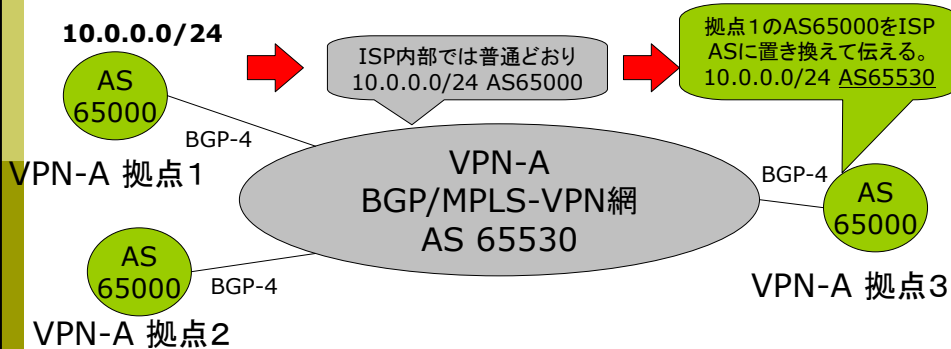 10.0.0.0/24
AS
65000
BGP-4
VPN-A 拠点1
ISP内部では普通どおり
10.0.0.0/24 AS65000
拠点1のAS65000をISP
ASに置き換えて伝える。
10.0.0.0/24 AS65530
VPN-A
BGP/MPLS-VPN網
AS 65530
BGP-4
AS
65000
VPN-A 拠点3
AS
65000
BGP-4
VPN-A 拠点2